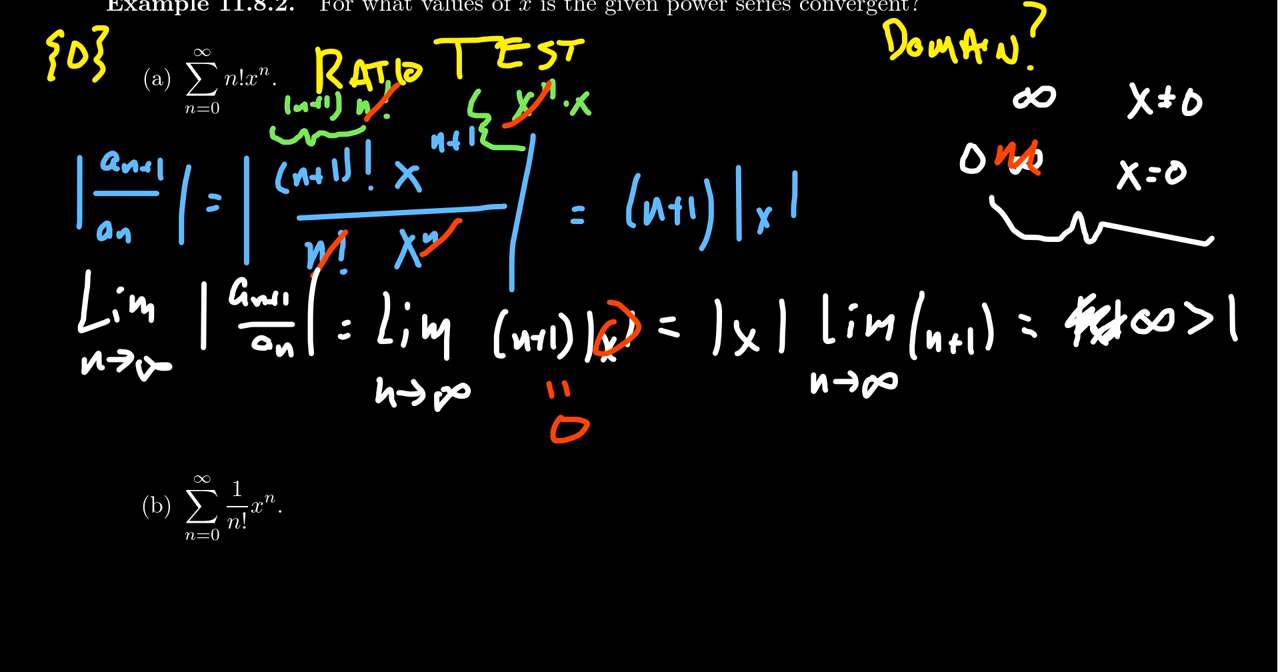 Example 11.8.2. For what values of x is the given power series convergent?
{0} (a) ∑_{n=0}^{∞} n!x^n. RATIO TEST DOMAIN?
(n+1) n! x^n · x
∞ x≠0
0 ∞ x=0
|a_{n+1}/a_n| = |(n+1)! x^{n+1} / n! x^n| = (n+1)|x|
Lim_{n→∞} |a_{n+1}/a_n| = Lim_{n→∞} (n+1)|x| = |x| Lim_{n→∞} (n+1) = ∞ > 1
"
0
(b) ∑_{n=0}^{∞} 1/n! x^n.